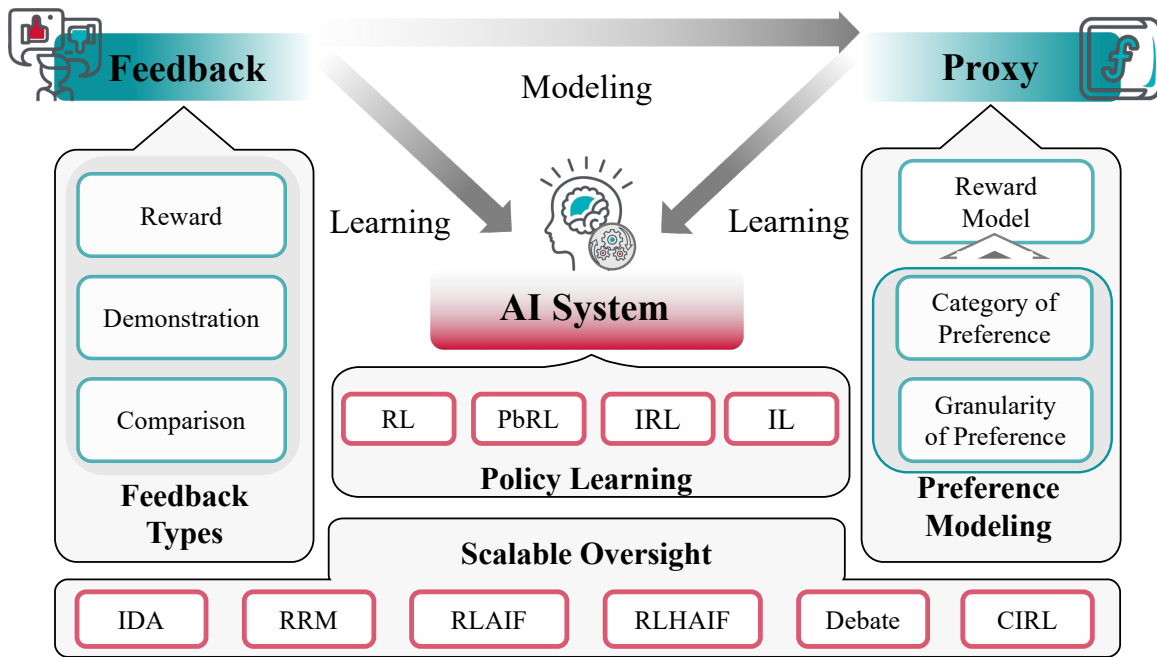 Feedback
Proxy
Modeling
Learning
Learning
Reward
Demonstration
Comparison
Feedback
Types
AI System
RL
PbRL
IRL
IL
Policy Learning
Reward
Model
Category of
Preference
Granularity
of Preference
Preference
Modeling
Scalable Oversight
IDA
RRM
RLAIF
RLHAIF
Debate
CIRL